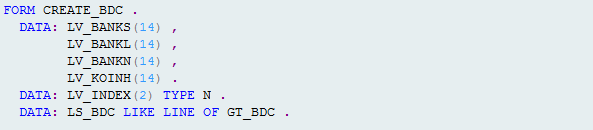 FORM CREATE_BDC .
  DATA: LV_BANKS(14) ,
        LV_BANKL(14) ,
        LV_BANKN(14) ,
        LV_KOINH(14) .
  DATA: LV_INDEX(2) TYPE N .
  DATA: LS_BDC LIKE LINE OF GT_BDC .